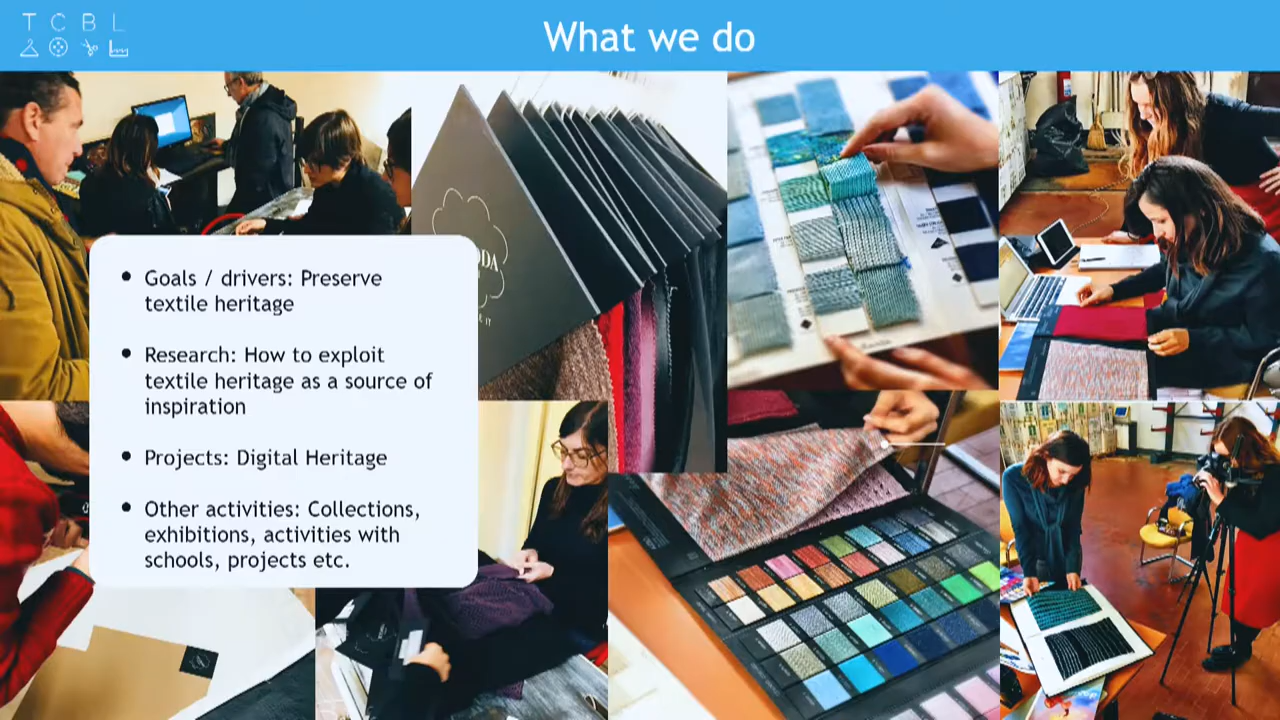 T C B L
What we do
• Goals / drivers: Preserve
textile heritage
• Research: How to exploit
textile heritage as a source of
inspiration
• Projects: Digital Heritage
• Other activities: Collections,
exhibitions, activities with
schools, projects etc.